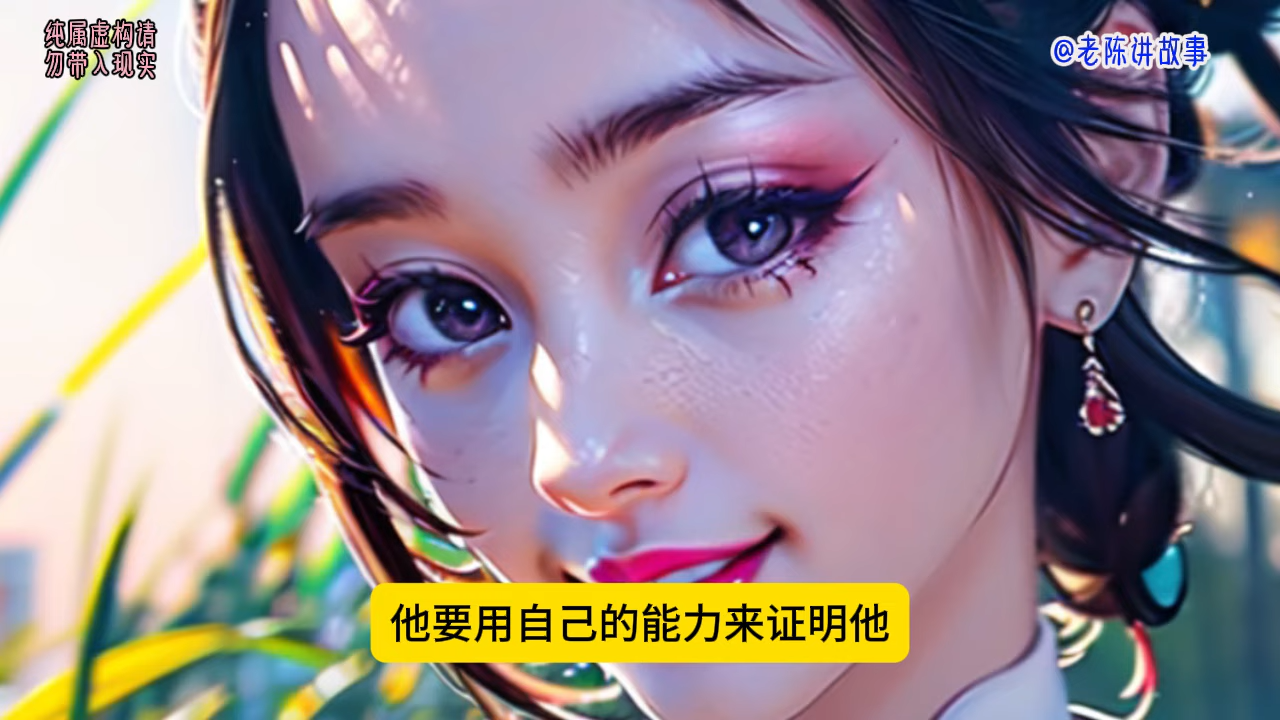 纯属虚构请
勿带入现实
@老陈讲故事
他要用自己的能力来证明他